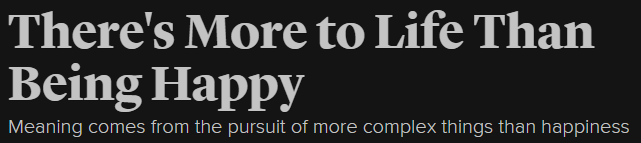 There's More to Life Than
Being Happy
Meaning comes from the pursuit of more complex things than happiness